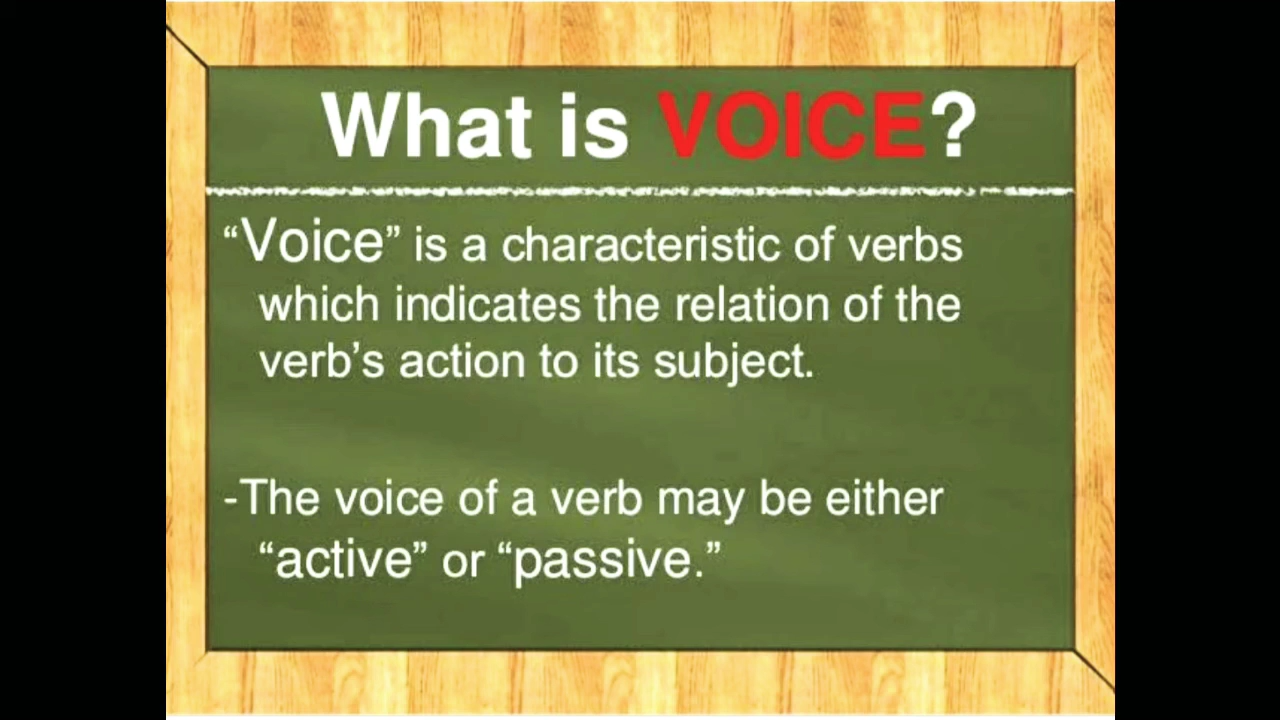 What is VOICE?
“Voice” is a characteristic of verbs
which indicates the relation of the
verb’s action to its subject.
-The voice of a verb may be either
“active” or “passive.”